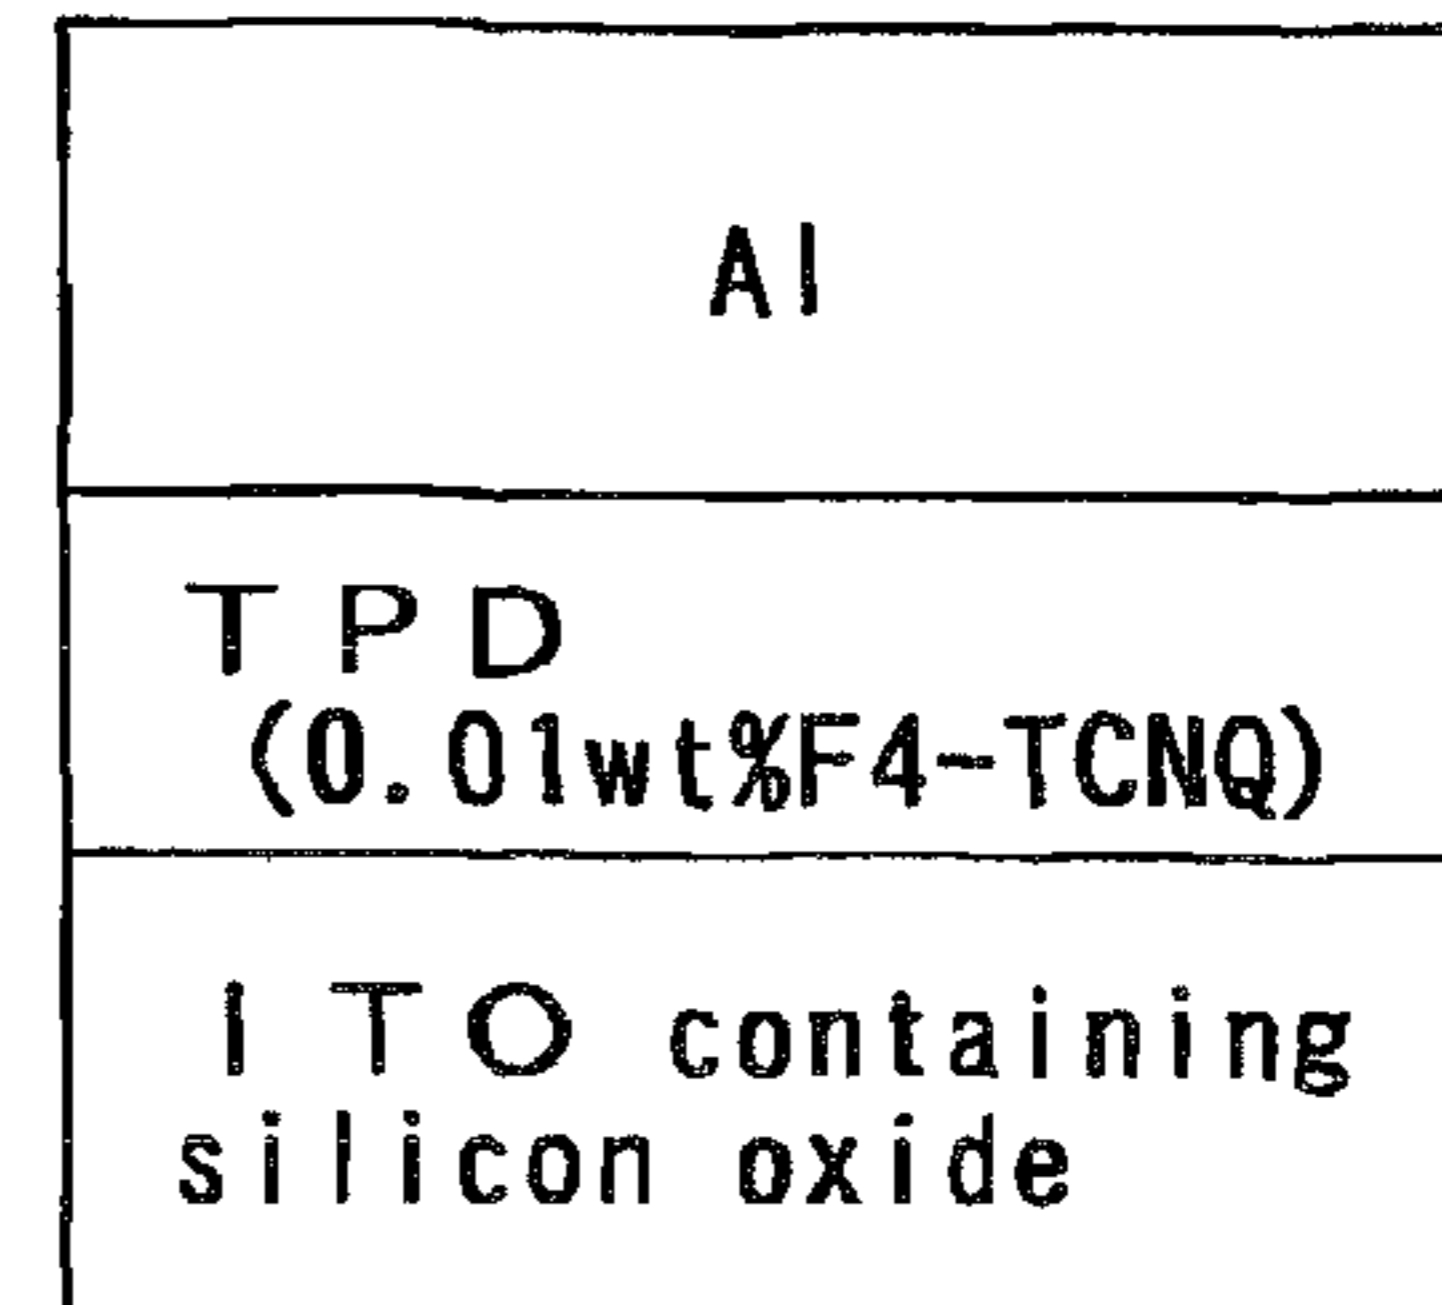 Al
TPD
(0.01wt%F4-TCNQ)
ITO containing
silicon oxide